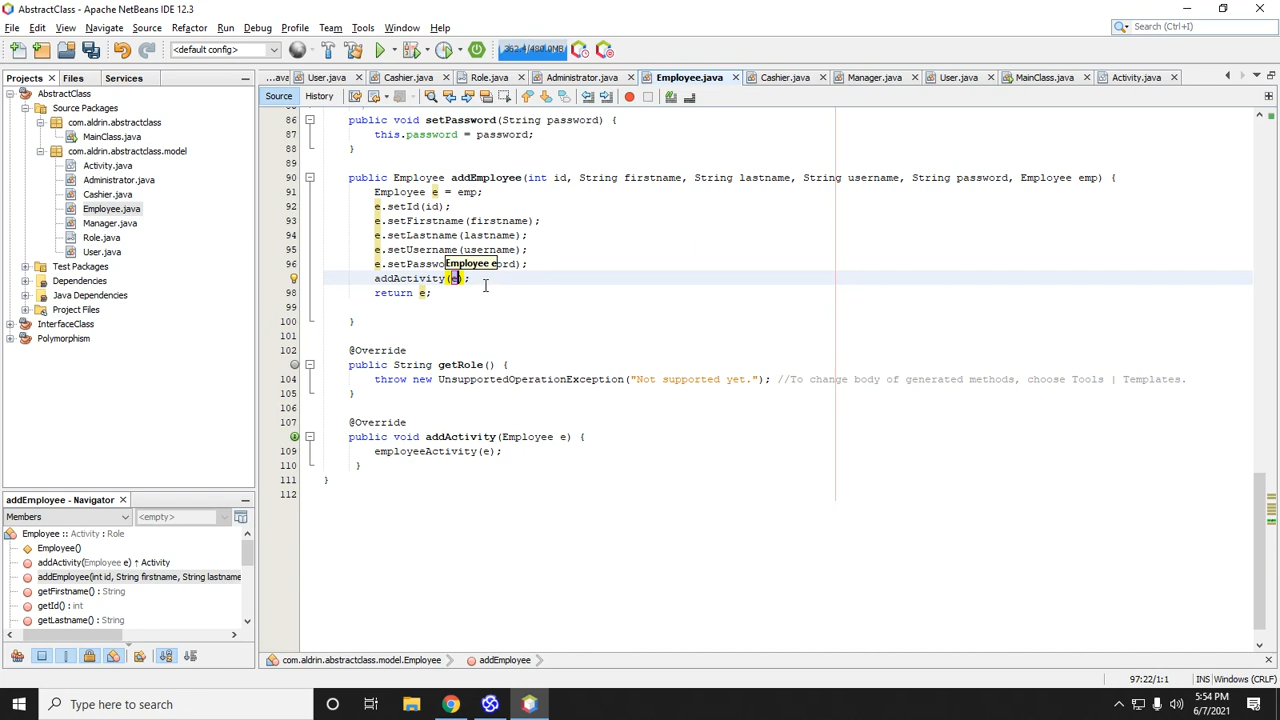 AbstractClass - Apache NetBeans IDE 12.3
File Edit View Navigate Source Refactor Run Debug Profile Team Tools Window Help
Search (Ctrl+I)
<default config>
362.4/480.0MB
Projects Files Services
...ava User.java Cashier.java Role.java Administrator.java Employee.java Cashier.java Manager.java User.java MainClass.java Activity.java
Source History
AbstractClass
Source Packages
com.aldrin.abstractclass
MainClass.java
com.aldrin.abstractclass.model
Activity.java
Administrator.java
Cashier.java
Employee.java
Manager.java
Role.java
User.java
Test Packages
Dependencies
Java Dependencies
Project Files
InterfaceClass
Polymorphism
86 public void setPassword(String password) {
87 this.password = password;
88 }
89
90 public Employee addEmployee(int id, String firstname, String lastname, String username, String password, Employee emp) {
91 Employee e = emp;
92 e.setId(id);
93 e.setFirstname(firstname);
94 e.setLastname(lastname);
95 e.setUsername(username);
96 e.setPasswo ord);
Employee e
addActivity(e);
98 return e;
99
100 }
101
102 @Override
public String getRole() {
104 throw new UnsupportedOperationException("Not supported yet."); //To change body of generated methods, choose Tools | Templates.
105 }
106
107 @Override
public void addActivity(Employee e) {
109 employeeActivity(e);
110 }
111 }
112
addEmployee - Navigator
Members <empty>
Employee :: Activity : Role
Employee()
addActivity(Employee e) ↑ Activity
addEmployee(int id, String firstname, String lastname
getFirstname() : String
getId() : int
getLastname() : String
com.aldrin.abstractclass.model.Employee addEmployee
97:22/1:1 INS Windows (CRLF)
Type here to search
5:54 PM
6/7/2021